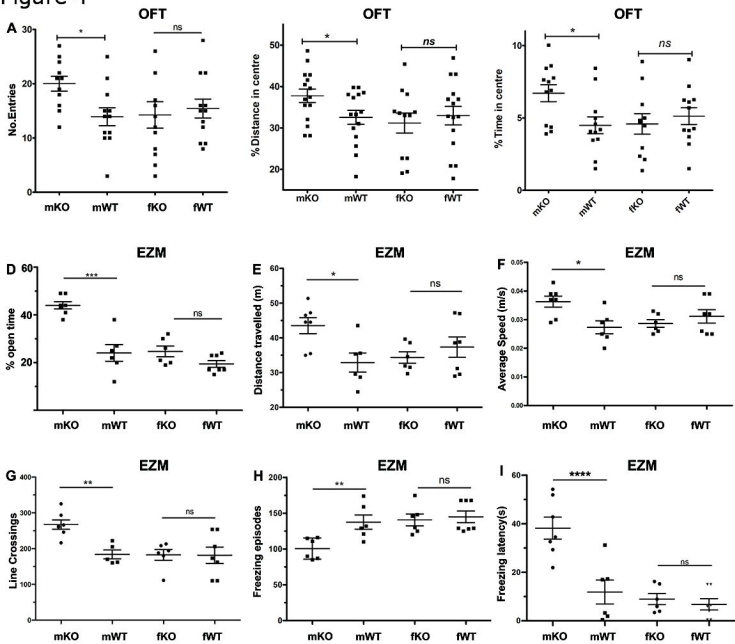 OFT
OFT
OFT
A
No.Entries
30
20
10
0
*
ns
mKO
mWT
fKO
fWT
% Distance in centre
50
40
30
20
*
ns
mKO
mWT
fKO
fWT
% Time in centre
10
5
0
*
ns
mKO
mWT
fKO
fWT
EZM
EZM
EZM
D
% open time
60
40
20
***
ns
mKO
mWT
fKO
fWT
E
Distance travelled (m)
60
50
40
30
20
*
ns
mKO
mWT
fKO
fWT
F
Average Speed (m/s)
0.05
0.04
0.03
0.02
0.01
0.00
*
ns
mKO
mWT
fKO
fWT
EZM
EZM
EZM
G
Line Crossings
400
300
200
100
0
**
ns
mKO
mWT
fKO
fWT
H
Freezing episodes
200
150
100
50
0
**
ns
mKO
mWT
fKO
fWT
I
Freezing latency(s)
60
40
20
0
****
ns
mKO
mWT
fKO
fWT